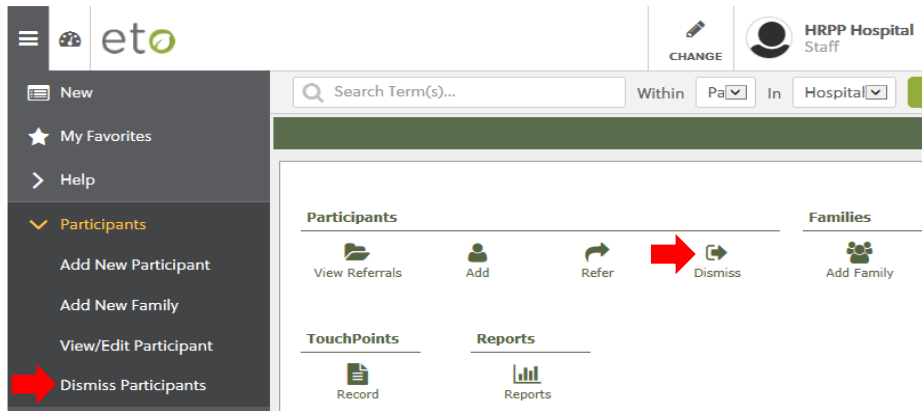 eto
CHANGE
HRPP Hospital
Staff
New
My Favorites
Help
Participants
Add New Participant
Add New Family
View/Edit Participant
Dismiss Participants
Search Term(s)...
Within
Pa
In
Hospital
Participants
View Referrals
Add
Refer
Dismiss
Families
Add Family
TouchPoints
Record
Reports
Reports